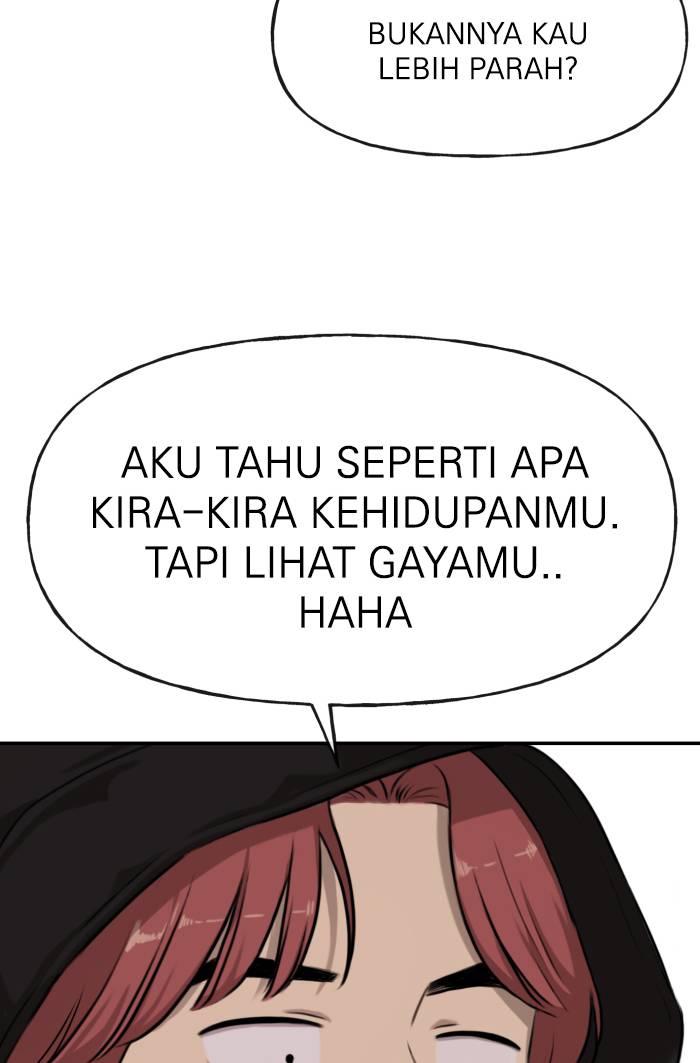 BUKANNYA KAU
LEBIH PARAH?
AKU TAHU SEPERTI APA
KIRA-KIRA KEHIDUPANMU.
TAPI LIHAT GAYAMU..
HAHA